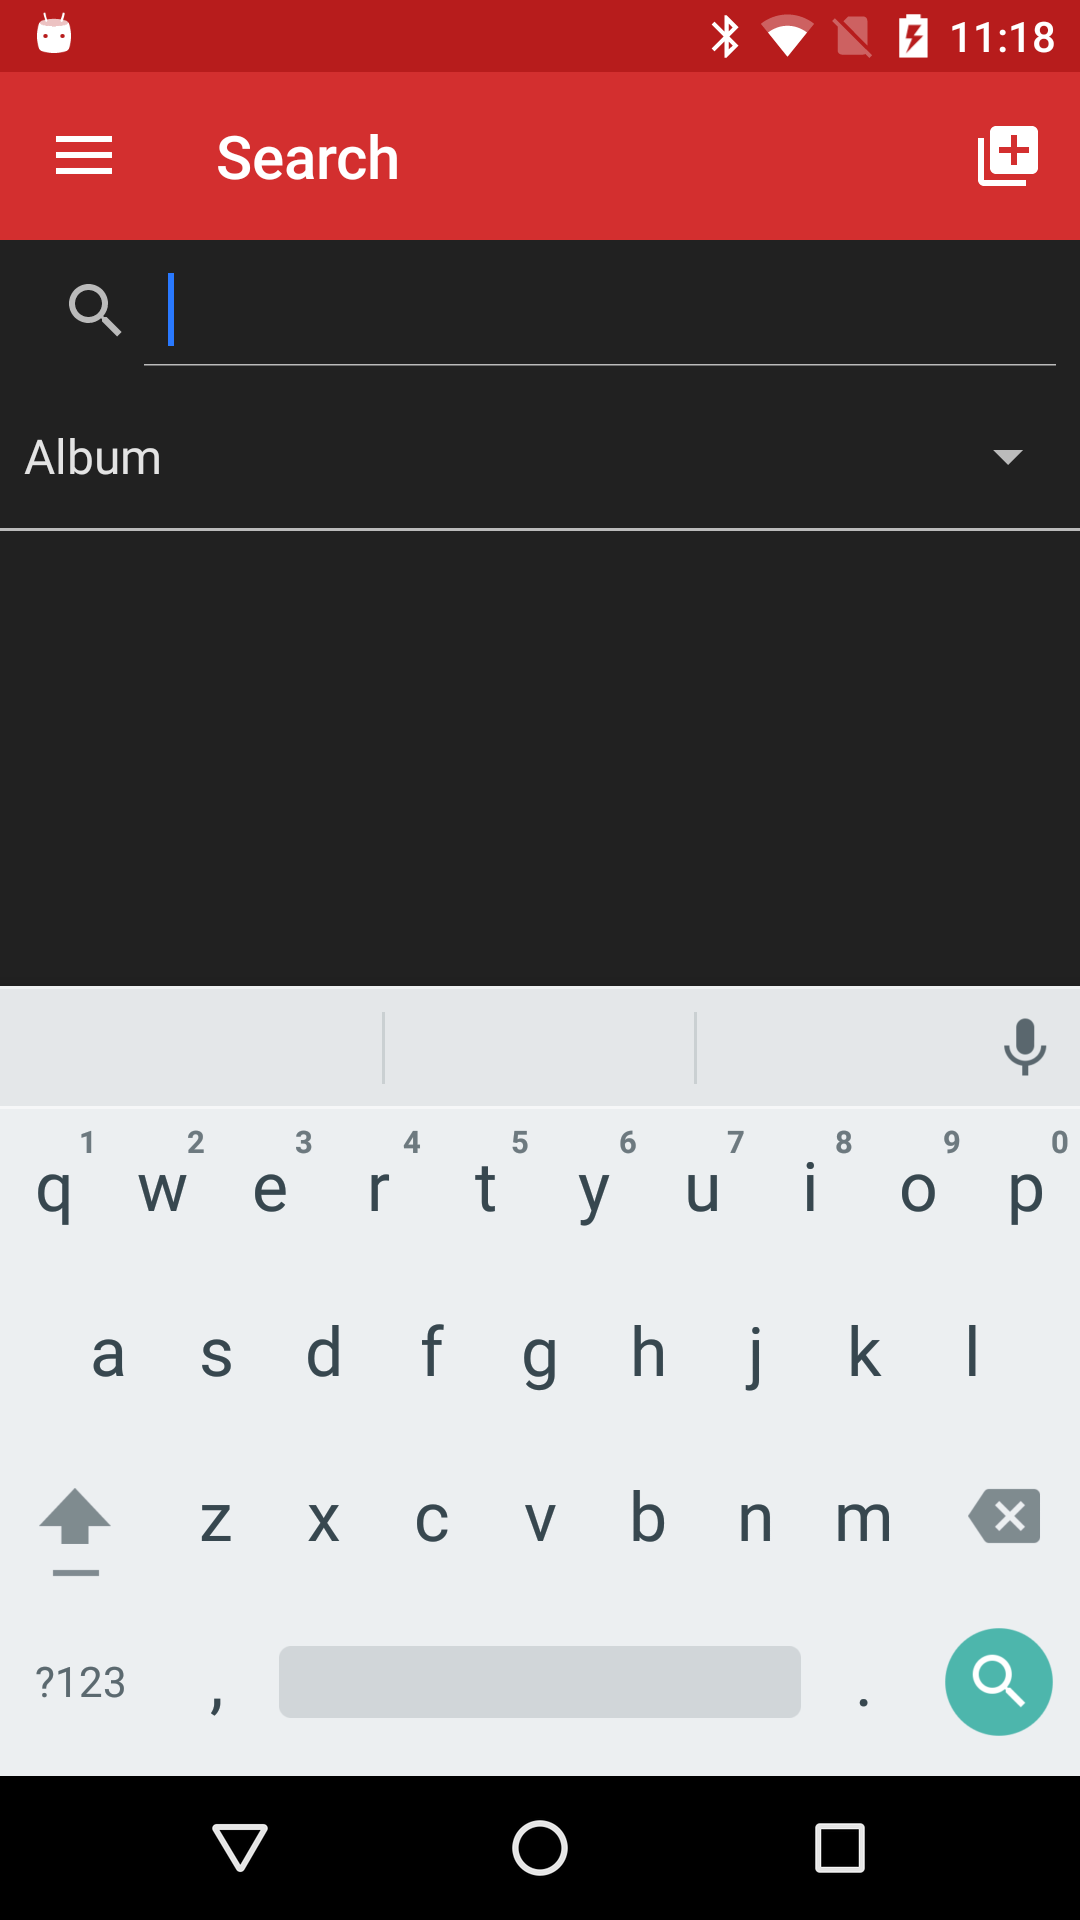 11:18
Search
Album
1 2 3 4 5 6 7 8 9 0
q w e r t y u i o p
a s d f g h j k l
z x c v b n m
?123 , .